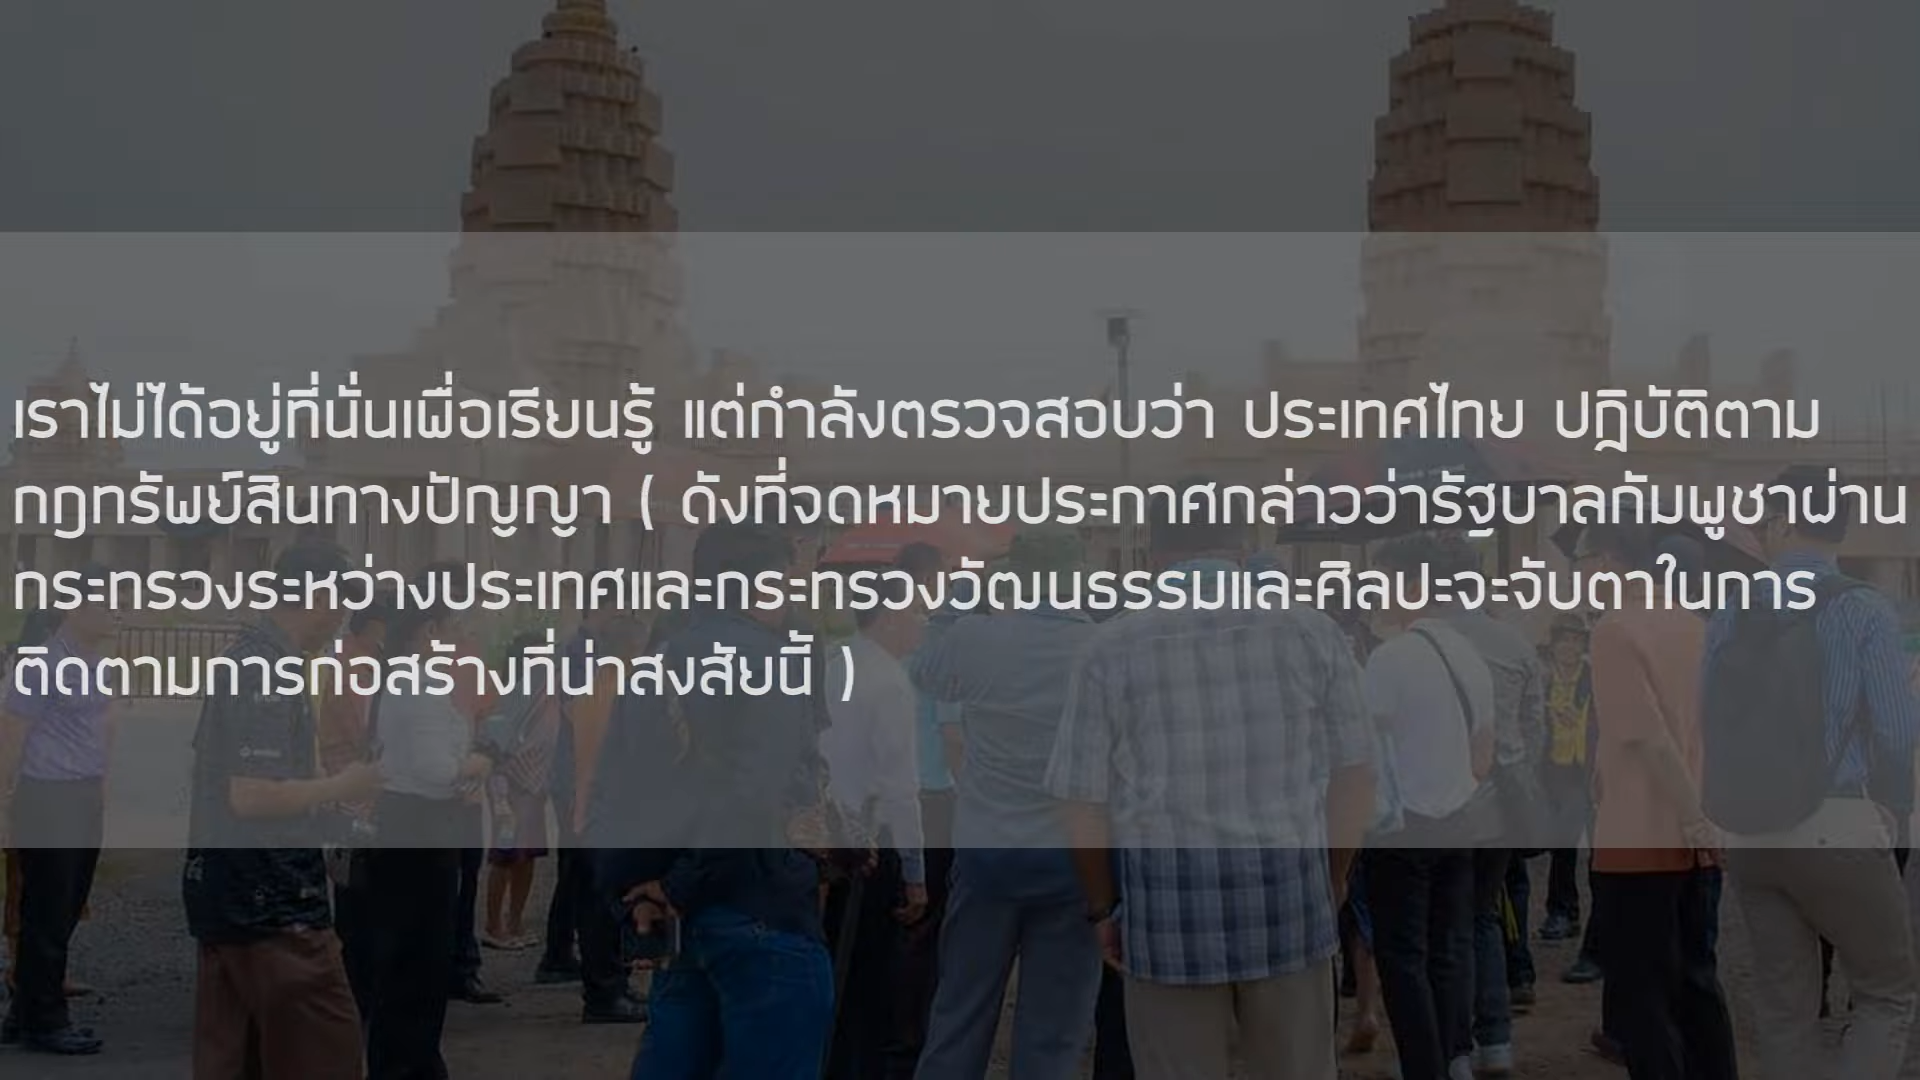 เราไม่ได้อยู่ที่นั่นเพื่อเรียนรู้ แต่กำลังตรวจสอบว่า ประเทศไทย ปฎิบัติตาม
กฎทรัพย์สินทางปัญญา ( ดังที่จดหมายประกาศกล่าวว่ารัฐบาลกัมพูชาผ่าน
กระทรวงระหว่างประเทศและกระทรวงวัฒนธรรมและศิลปะจะจับตาในการ
ติดตามการก่อสร้างที่น่าสงสัยนี้ )